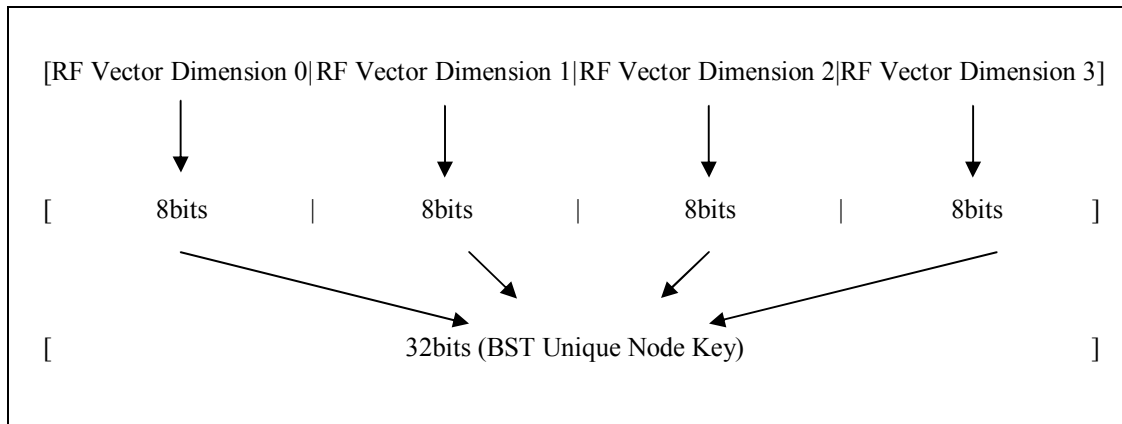 [RF Vector Dimension 0|RF Vector Dimension 1|RF Vector Dimension 2|RF Vector Dimension 3]
[ 8bits | 8bits | 8bits | 8bits ]
[ 32bits (BST Unique Node Key) ]